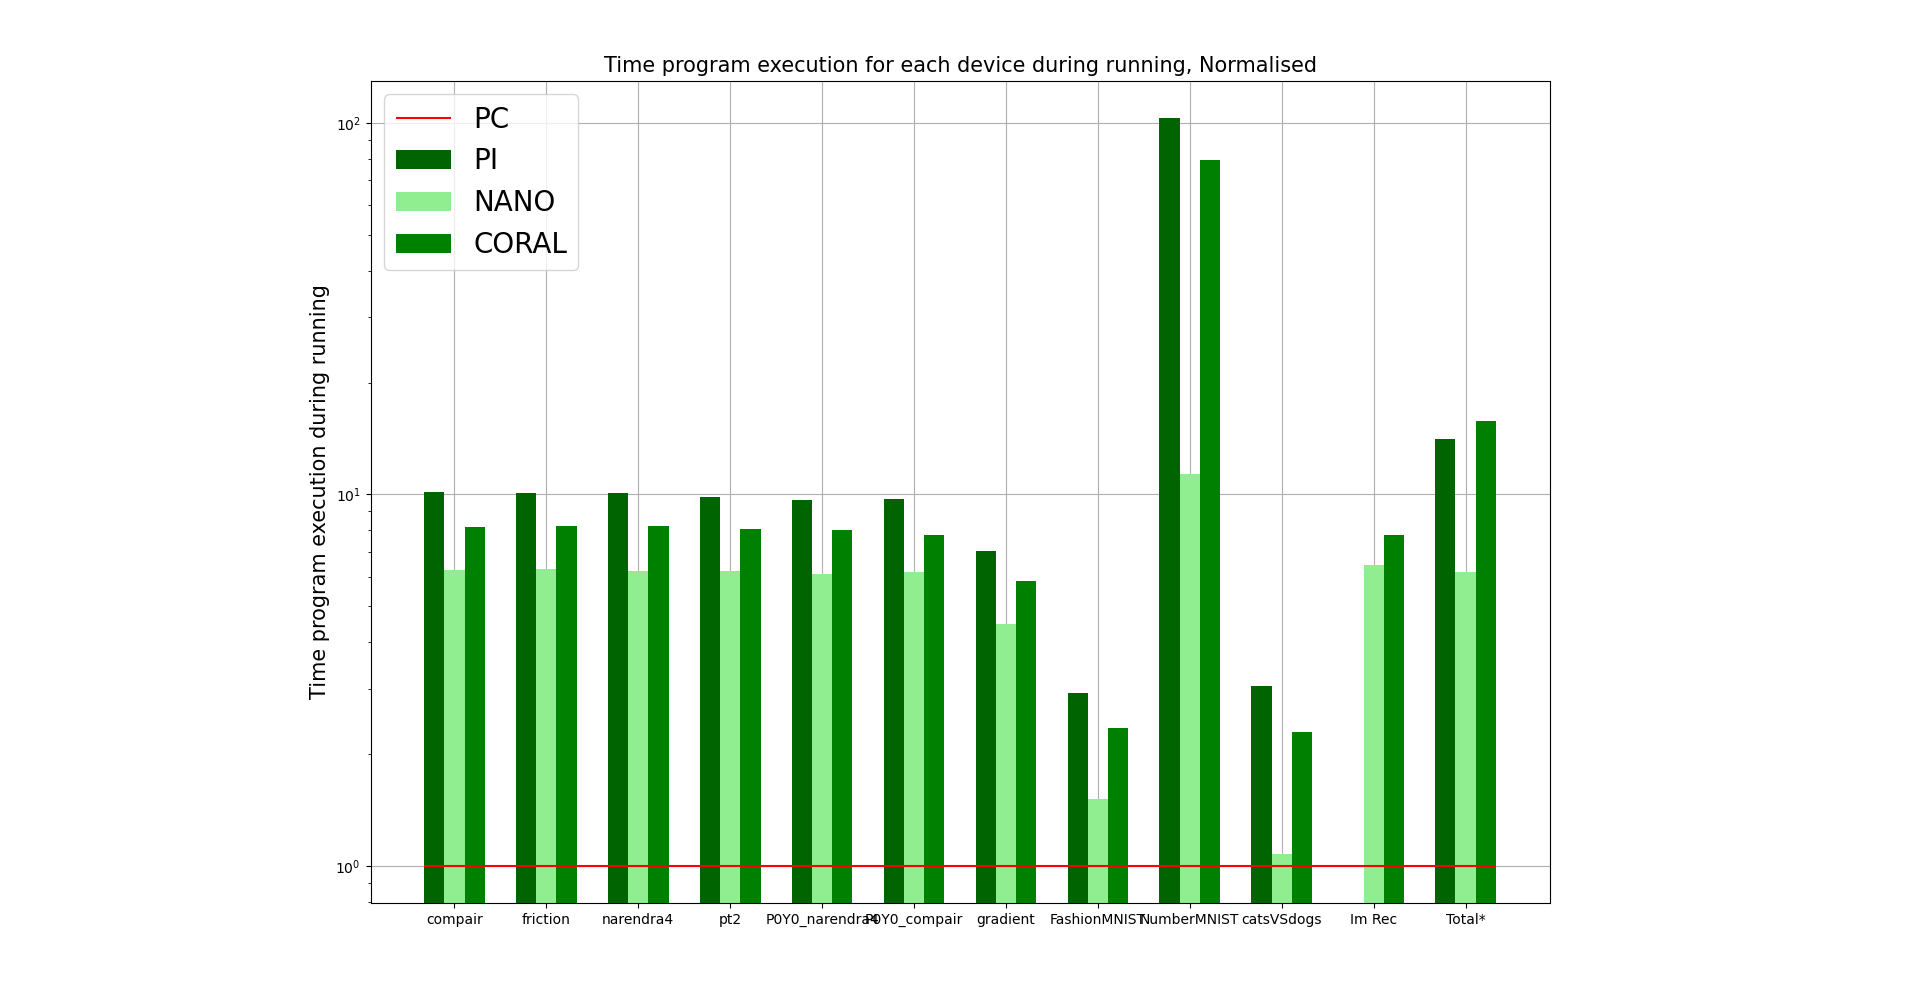 Time program execution for each device during running, Normalised
PC
PI
NANO
CORAL
Time program execution during running
10²
10¹
10⁰
compair friction narendra4 pt2 P0Y0_narendra4 P0Y0_compair gradient FashionMNIST NumberMNIST catsVSdogs Im Rec Total*